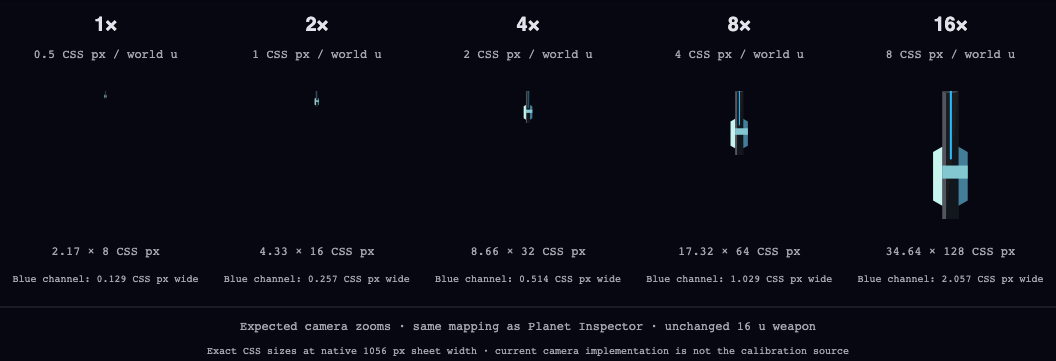 1× 2× 4× 8× 16×
0.5 CSS px / world u 1 CSS px / world u 2 CSS px / world u 4 CSS px / world u 8 CSS px / world u
2.17 × 8 CSS px 4.33 × 16 CSS px 8.66 × 32 CSS px 17.32 × 64 CSS px 34.64 × 128 CSS px
Blue channel: 0.129 CSS px wide Blue channel: 0.257 CSS px wide Blue channel: 0.514 CSS px wide Blue channel: 1.029 CSS px wide Blue channel: 2.057 CSS px wide
Expected camera zooms · same mapping as Planet Inspector · unchanged 16 u weapon
Exact CSS sizes at native 1056 px sheet width · current camera implementation is not the calibration source